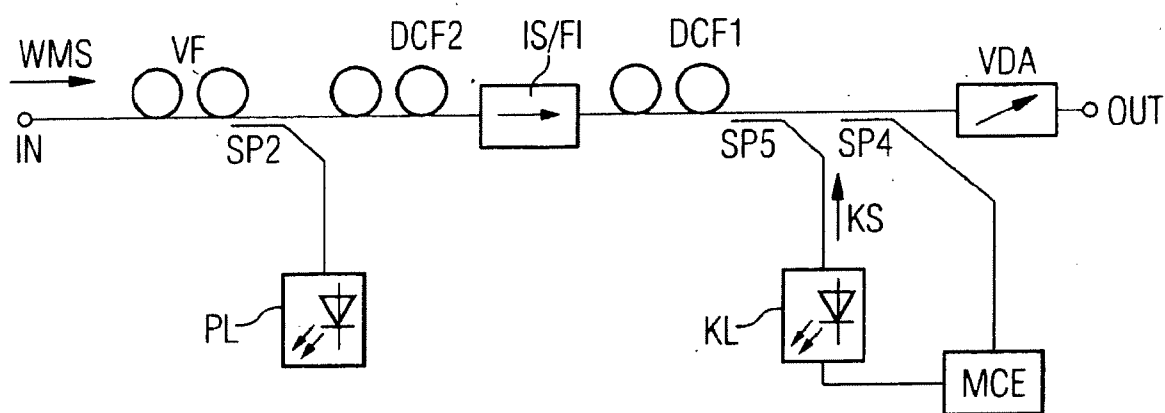 WMS
VF
DCF2
IS/FI
DCF1
VDA
IN
SP2
SP5
SP4
OUT
KS
PL
KL
MCE